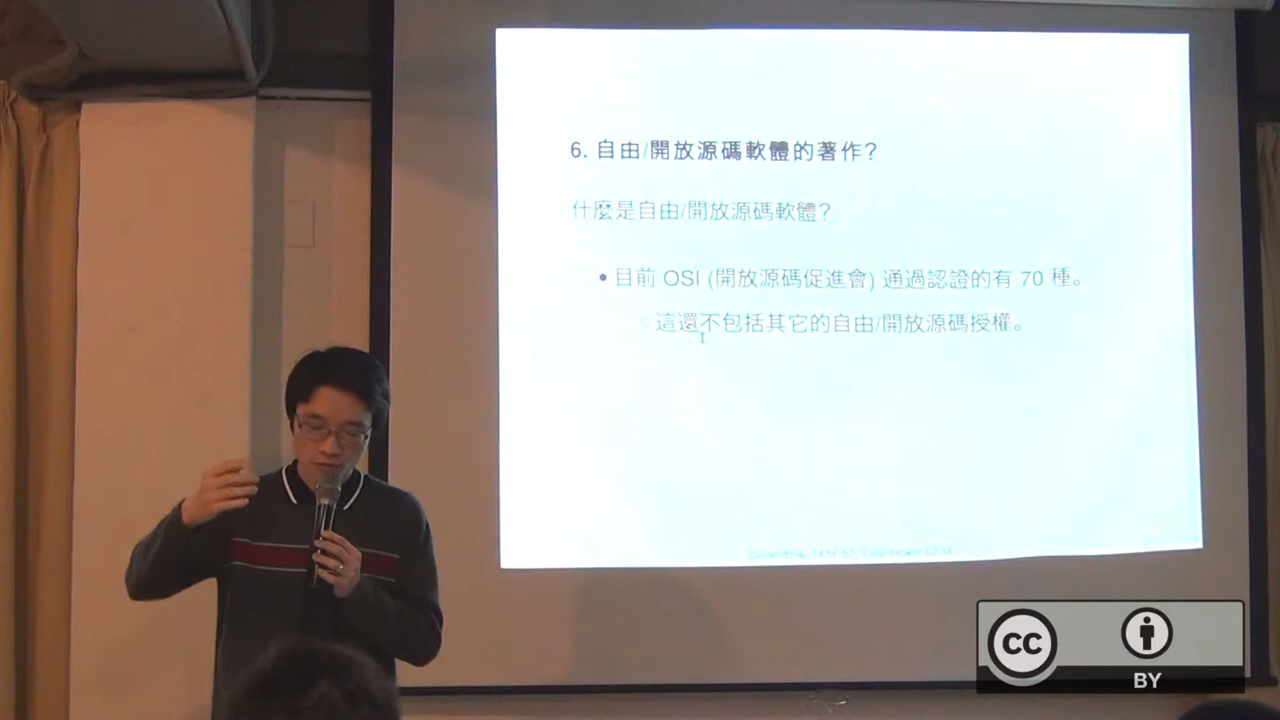 6. 自由/開放源碼軟體的著作?
什麼是自由/開放源碼軟體?
• 目前 OSI (開放源碼促進會) 通過認證的有 70 種。
○ 這還不包括其它的自由/開放源碼授權。
CC
BY